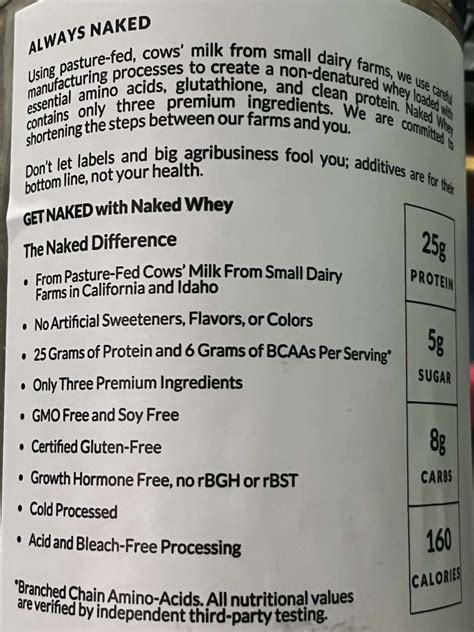 ALWAYS NAKED
Using pasture-fed, cows' milk from small dairy farms, we use careful
manufacturing processes to create a non-denatured whey loaded with
essential amino acids, glutathione, and clean protein. Naked Whey
contains only three premium ingredients. We are committed to
shortening the steps between our farms and you.
Don't let labels and big agribusiness fool you; additives are for their
bottom line, not your health.
GET NAKED with Naked Whey
The Naked Difference
• From Pasture-Fed Cows' Milk From Small Dairy
Farms in California and Idaho
• No Artificial Sweeteners, Flavors, or Colors
• 25 Grams of Protein and 6 Grams of BCAAs Per Serving*
• Only Three Premium Ingredients
• GMO Free and Soy Free
• Certified Gluten-Free
• Growth Hormone Free, no rBGH or rBST
• Cold Processed
• Acid and Bleach-Free Processing
*Branched Chain Amino-Acids. All nutritional values
are verified by independent third-party testing.
25g
PROTEIN
5g
SUGAR
8g
CARBS
160
CALORIES